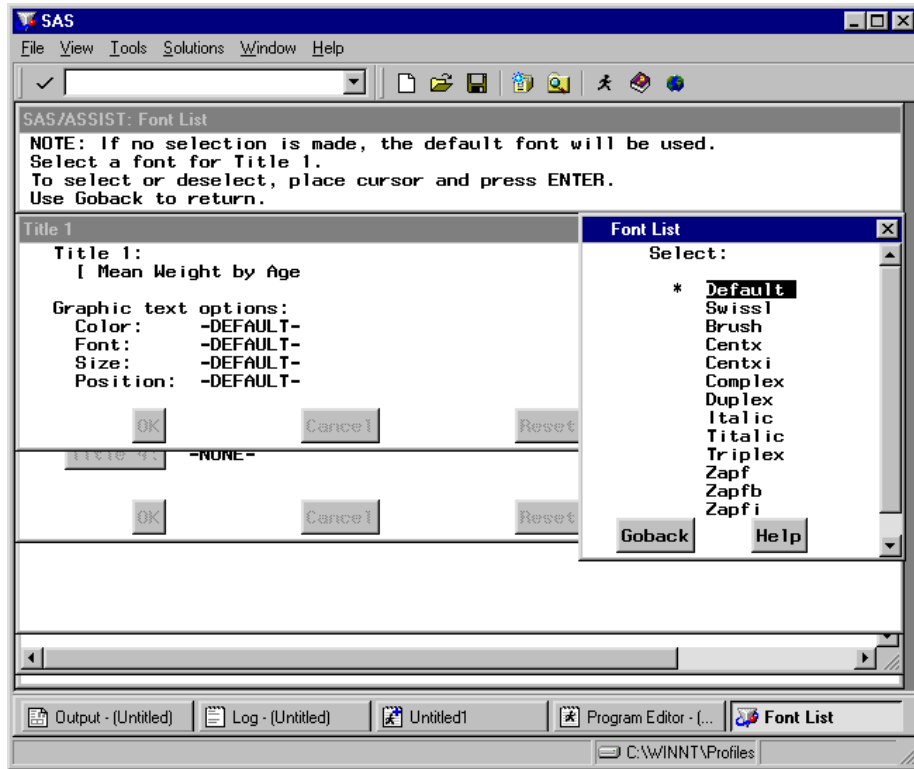 SAS
File View Tools Solutions Window Help
SAS/ASSIST: Font List
NOTE: If no selection is made, the default font will be used.
Select a font for Title 1.
To select or deselect, place cursor and press ENTER.
Use Goback to return.
Title 1
Title 1:
[ Mean Weight by Age
Graphic text options:
Color: -DEFAULT-
Font: -DEFAULT-
Size: -DEFAULT-
Position: -DEFAULT-
OK Cancel Reset
Title 4: -NONE-
OK Cancel Reset
Font List
Select:
* Default
Swissl
Brush
Centx
Centxi
Complex
Duplex
Italic
Titalic
Triplex
Zapf
Zapfb
Zapfi
Goback Help
Output - (Untitled) Log - (Untitled) Untitled1 Program Editor - (... Font List
C:\WINNT\Profiles